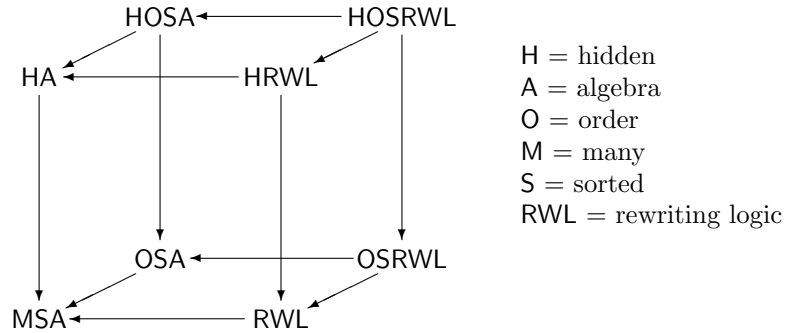 HOSA HOSRWL
HA HRWL
OSA OSRWL
MSA RWL
H = hidden
A = algebra
O = order
M = many
S = sorted
RWL = rewriting logic